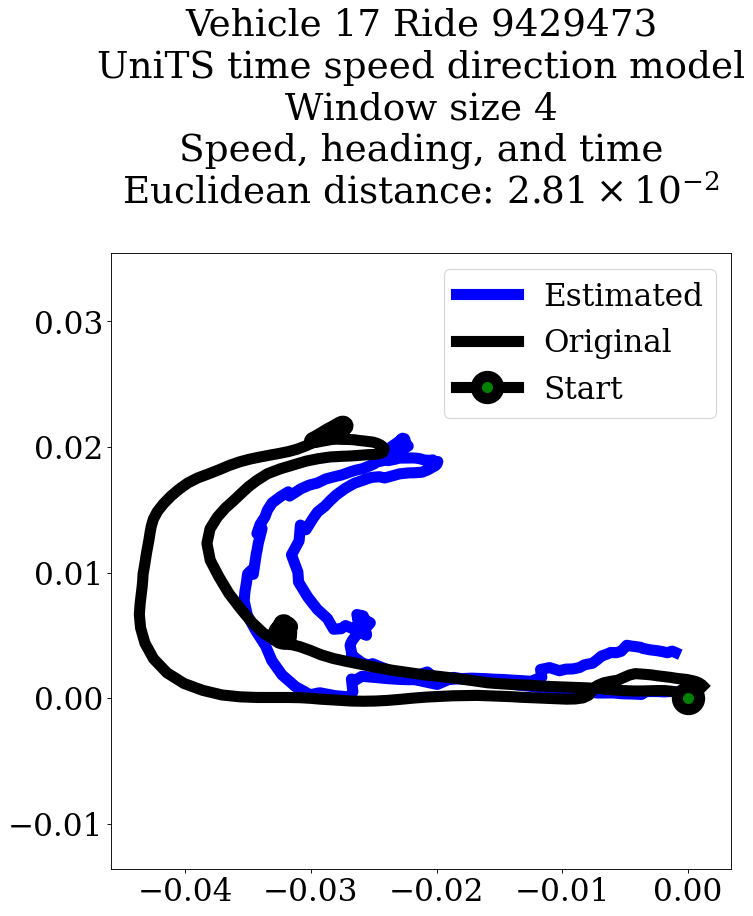 Vehicle 17 Ride 9429473
UniTS time speed direction model
Window size 4
Speed, heading, and time
Euclidean distance: 2.81 × 10⁻²
Estimated
Original
Start
0.03
0.02
0.01
0.00
−0.01
−0.04 −0.03 −0.02 −0.01 0.00